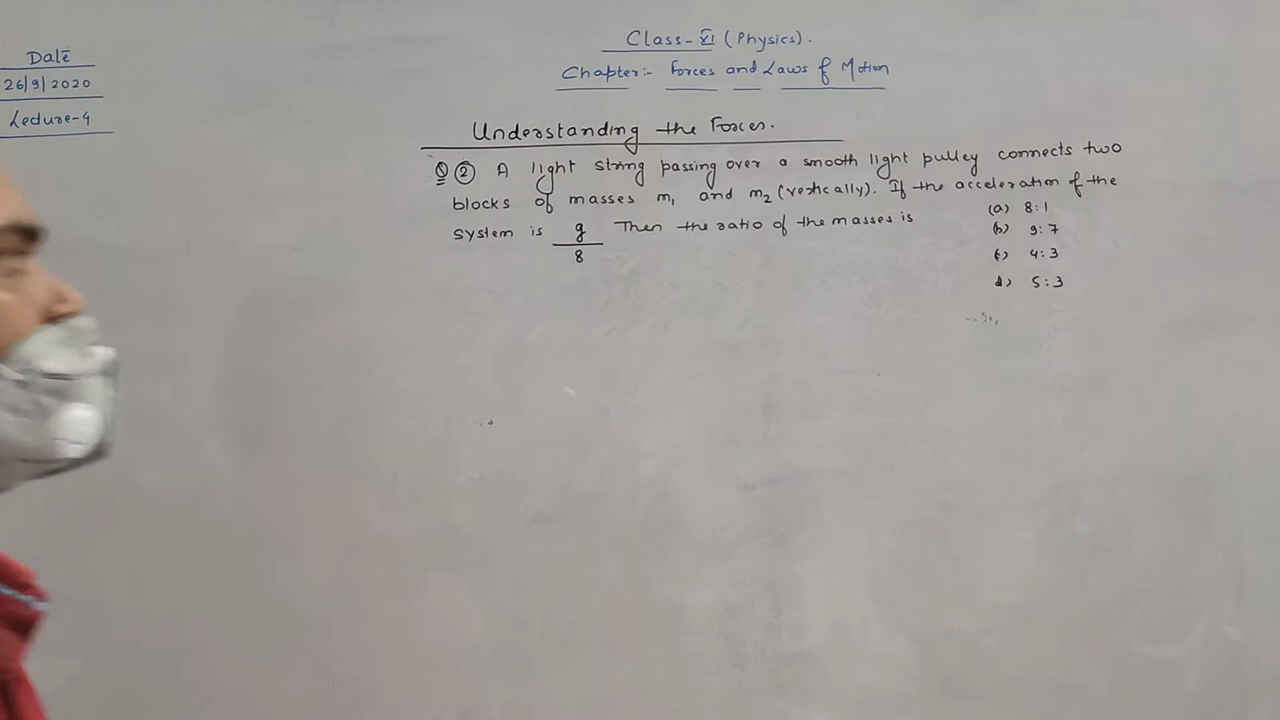 Date
26/9/2020
Lecture-4
Class-XI (Physics).
Chapter:- Forces and Laws of Motion
Understanding the Forces.
Q ② A light string passing over a smooth light pulley connects two
blocks of masses m₁ and m₂ (vertically). If the acceleration of the
system is g/8 Then the ratio of the masses is
(a) 8:1
(b) 9:7
(c) 4:3
(d) 5:3